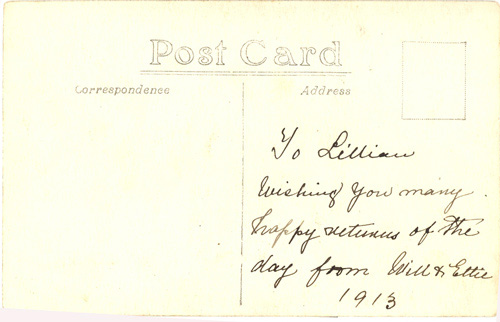 Post Card
Correspondence
Address
To Lillian
Wishing you many
happy returns of the
day from Will & Ettie
1913